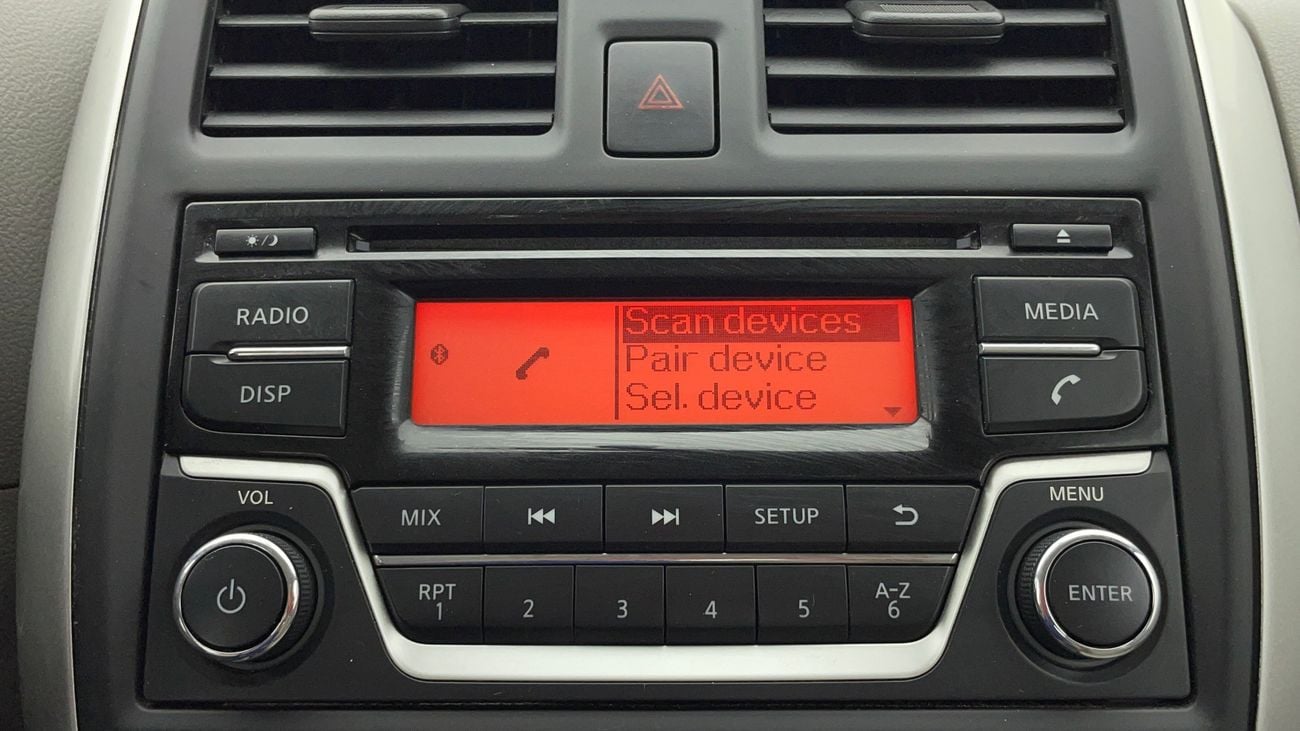 RADIO
DISP
Scan devices
Pair device
Sel. device
MEDIA
VOL
MENU
MIX
SETUP
RPT
1
2
3
4
5
A-Z
6
ENTER